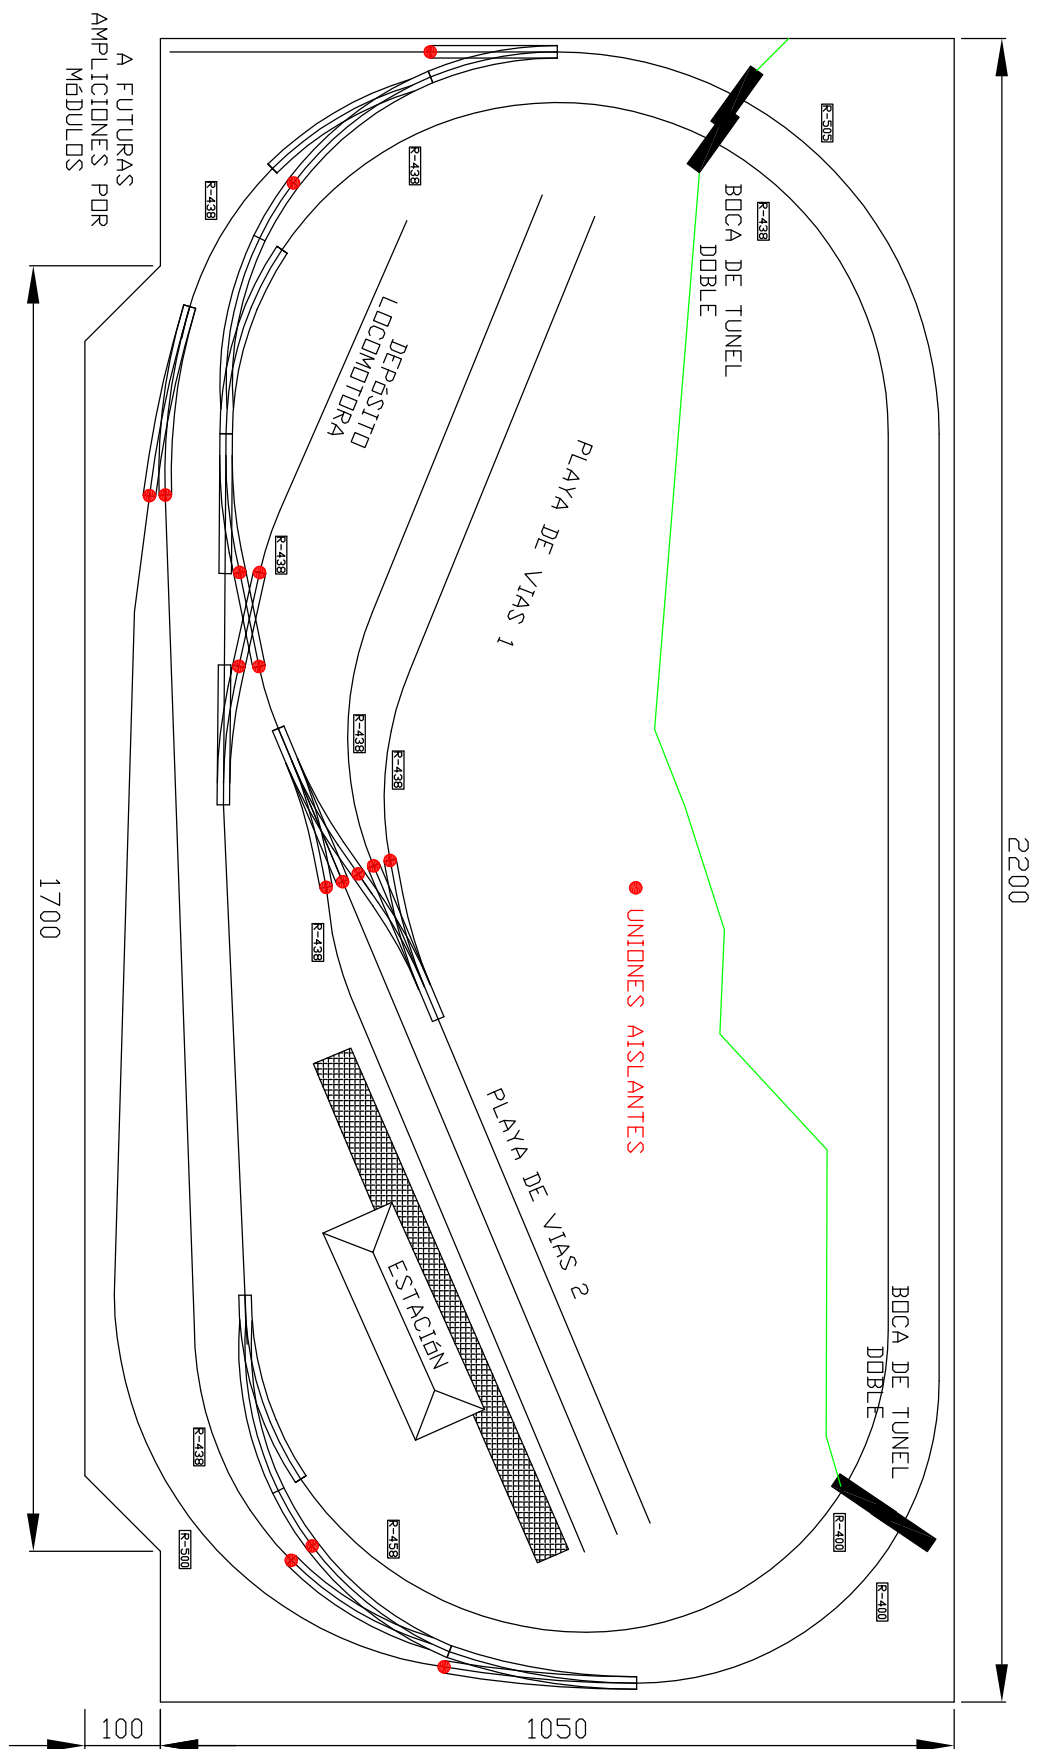 2200
R-505
R-438
BOCA DE TUNEL
DOBLE
BOCA DE TUNEL
DOBLE
R-400
R-400
UNIONES AISLANTES
PLAYA DE VIAS 1
PLAYA DE VIAS 2
R-438
R-438
A FUTURAS
AMPLICIONES POR
MÓDULOS
DEPÓSITO
LOCOMOTORA
R-438
R-438
R-438
R-438
ESTACIÓN
R-458
R-438
R-500
1700
100
1050